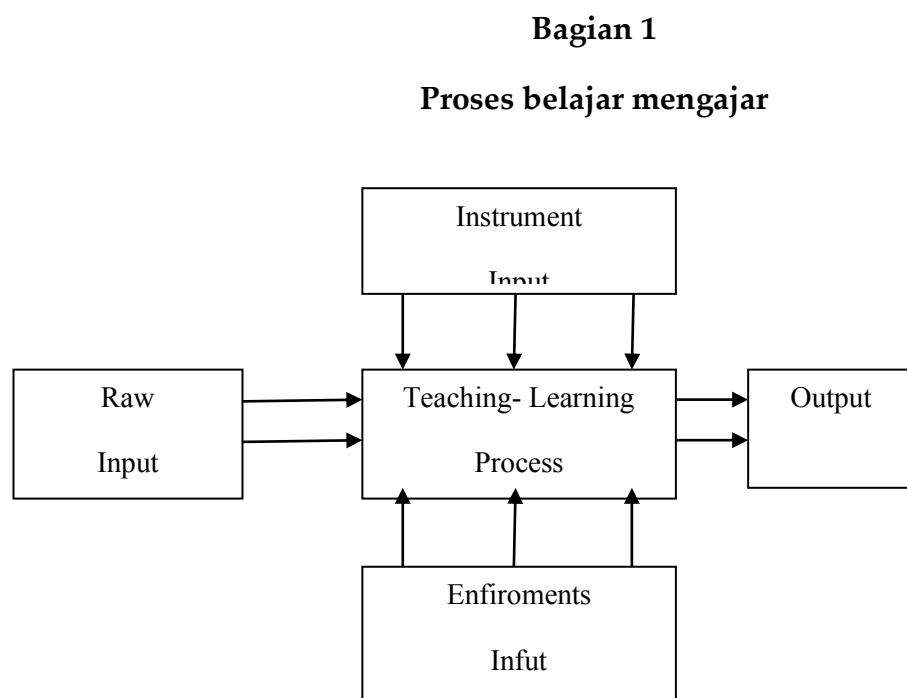 Bagian 1
Proses belajar mengajar
Instrument
Input
Raw
Input
Teaching- Learning
Process
Output
Enfiroments
Infut